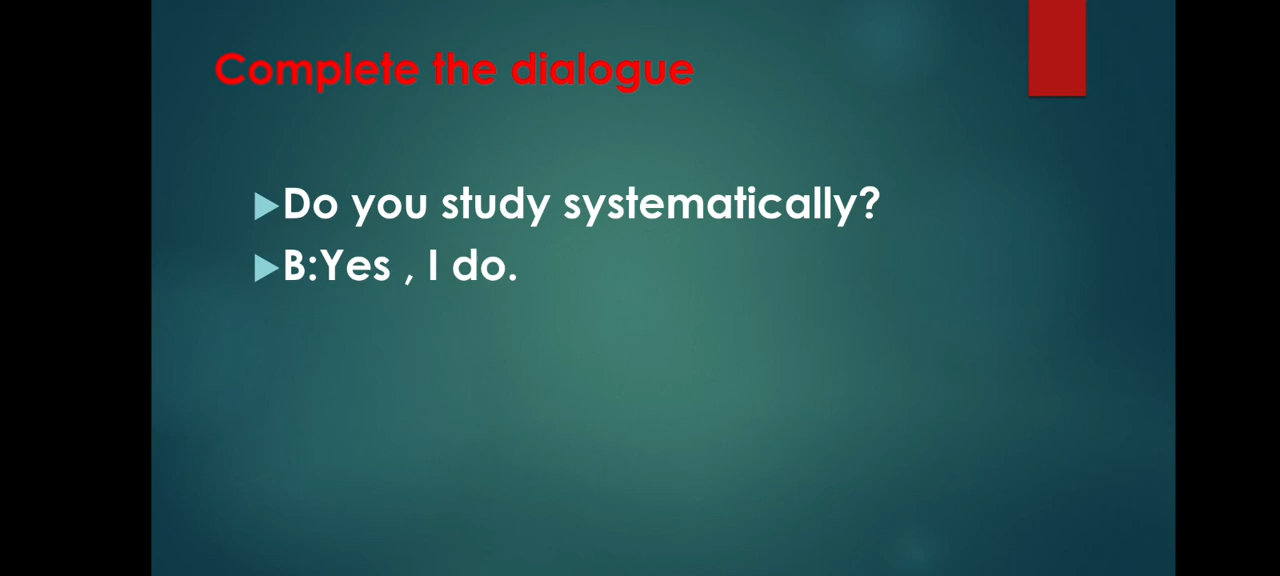 Complete the dialogue
Do you study systematically?
B:Yes , I do.